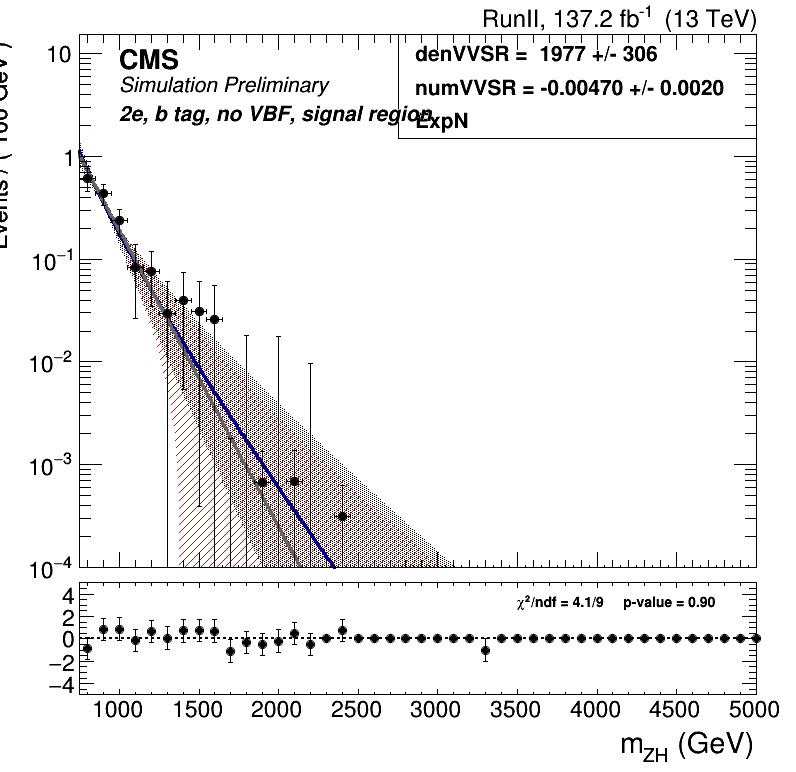 RunII, 137.2 fb⁻¹ (13 TeV)
CMS
Simulation Preliminary
2e, b tag, no VBF, signal region
denVVSR = 1977 +/- 306
numVVSR = -0.00470 +/- 0.0020
ExpN
Events / ( 100 GeV )
10
1
10⁻¹
10⁻²
10⁻³
10⁻⁴
χ²/ndf = 4.1/9 p-value = 0.90
4
2
0
−2
−4
1000 1500 2000 2500 3000 3500 4000 4500 5000
m_ZH (GeV)